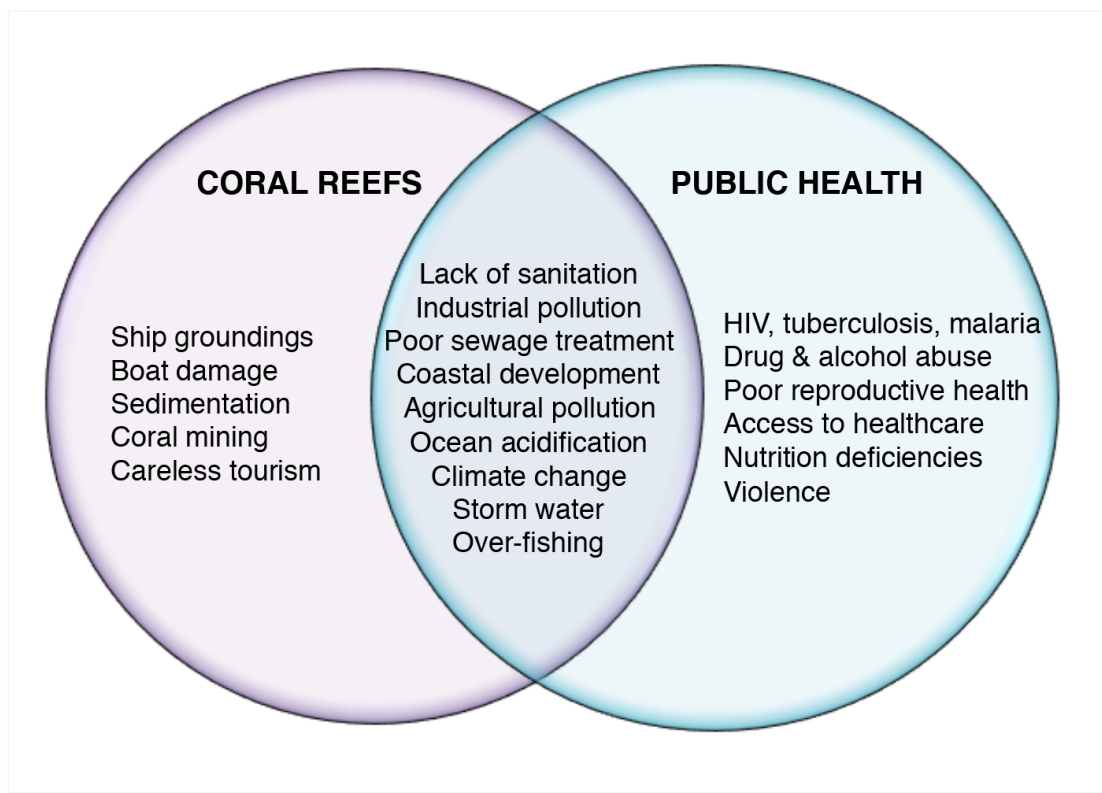 CORAL REEFS
PUBLIC HEALTH
Ship groundings
Boat damage
Sedimentation
Coral mining
Careless tourism
Lack of sanitation
Industrial pollution
Poor sewage treatment
Coastal development
Agricultural pollution
Ocean acidification
Climate change
Storm water
Over-fishing
HIV, tuberculosis, malaria
Drug & alcohol abuse
Poor reproductive health
Access to healthcare
Nutrition deficiencies
Violence